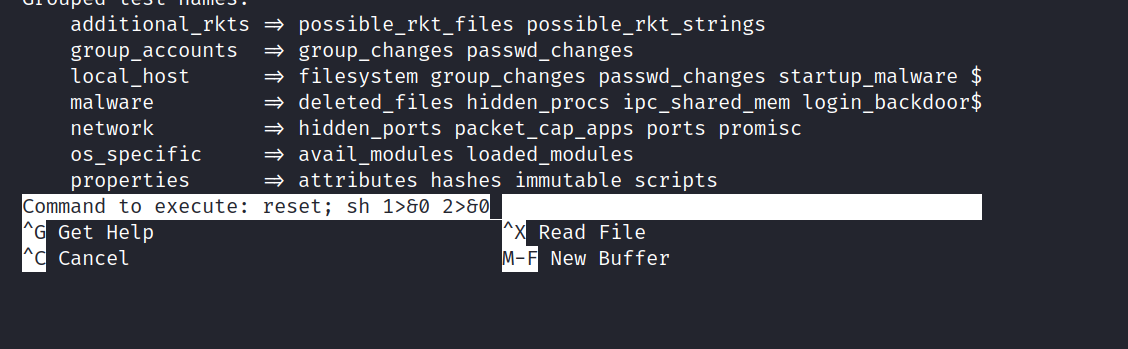 Grouped test names:
additional_rkts => possible_rkt_files possible_rkt_strings
group_accounts => group_changes passwd_changes
local_host => filesystem group_changes passwd_changes startup_malware $
malware => deleted_files hidden_procs ipc_shared_mem login_backdoor$
network => hidden_ports packet_cap_apps ports promisc
os_specific => avail_modules loaded_modules
properties => attributes hashes immutable scripts
Command to execute: reset; sh 1>&0 2>&0
^G Get Help ^X Read File
^C Cancel M-F New Buffer